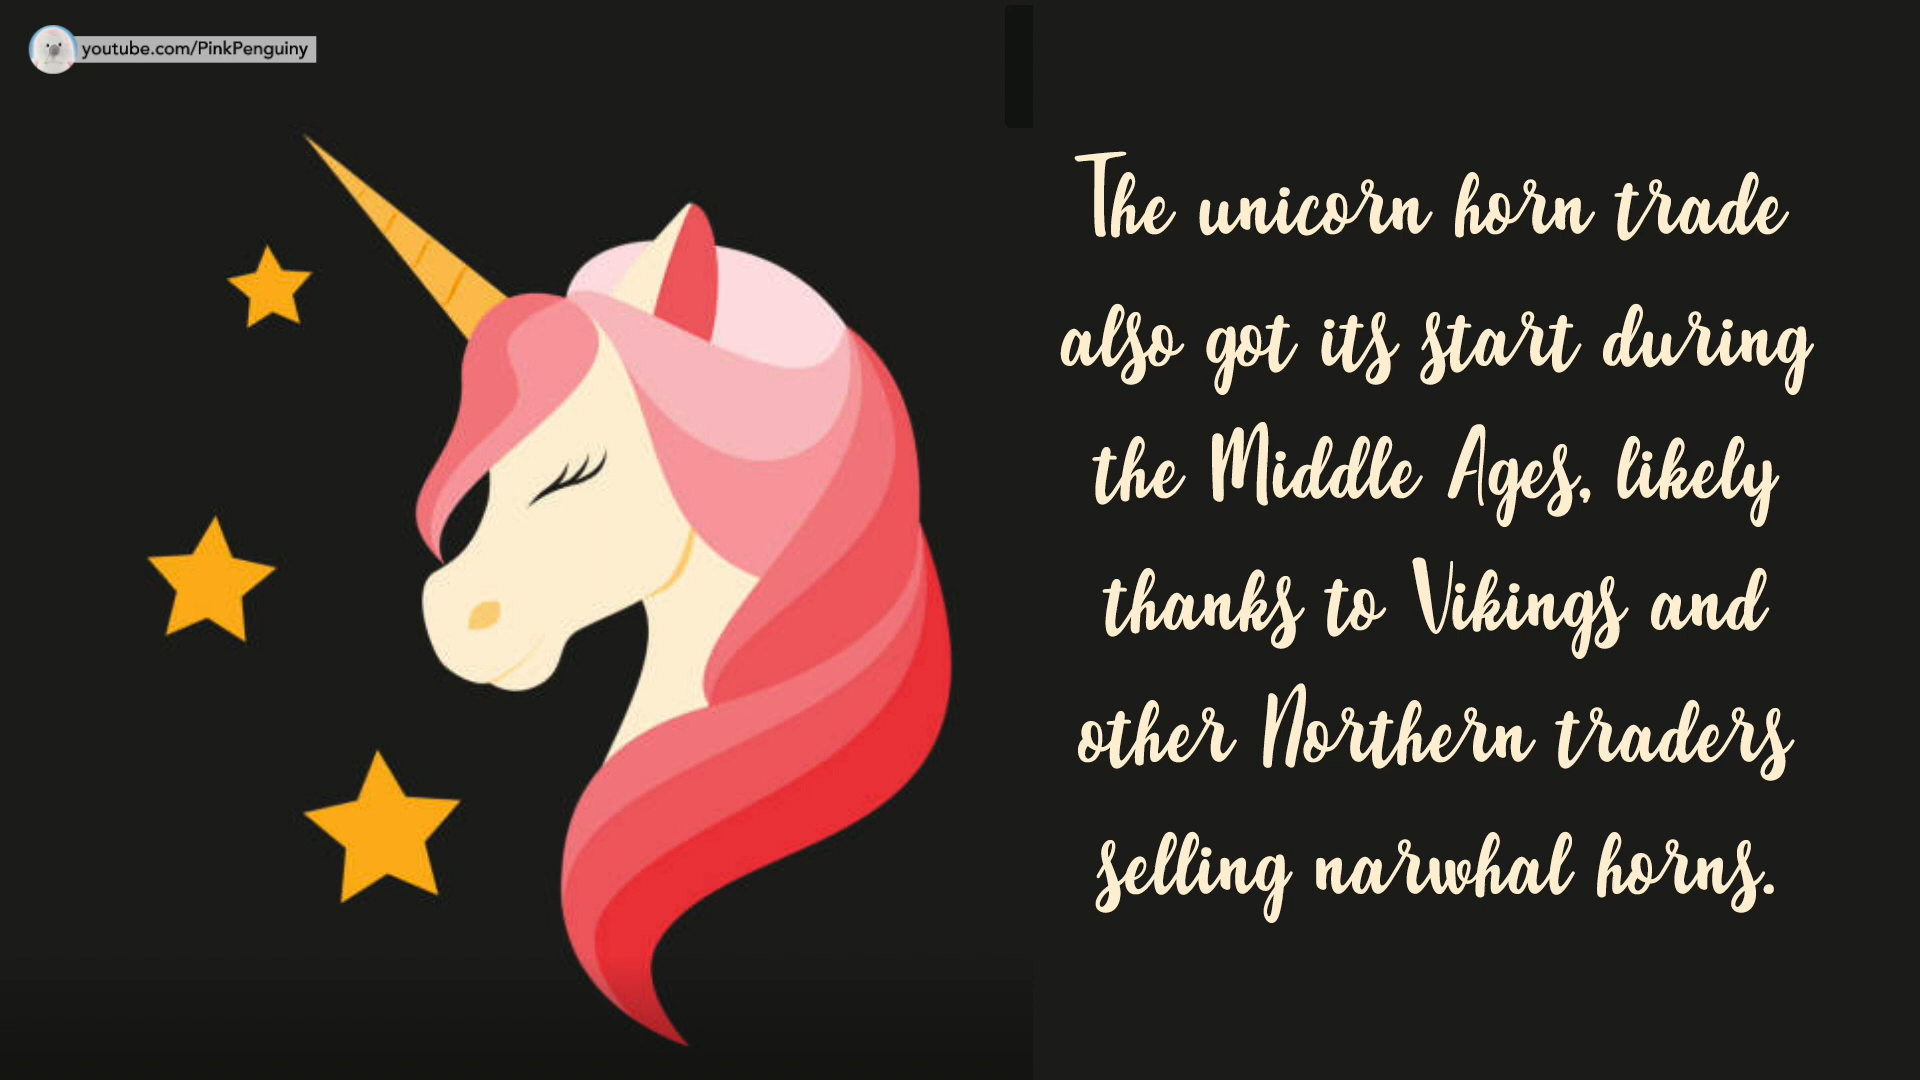 youtube.com/PinkPenguiny
The unicorn horn trade
also got its start during
the Middle Ages, likely
thanks to Vikings and
other Northern traders
selling narwhal horns.